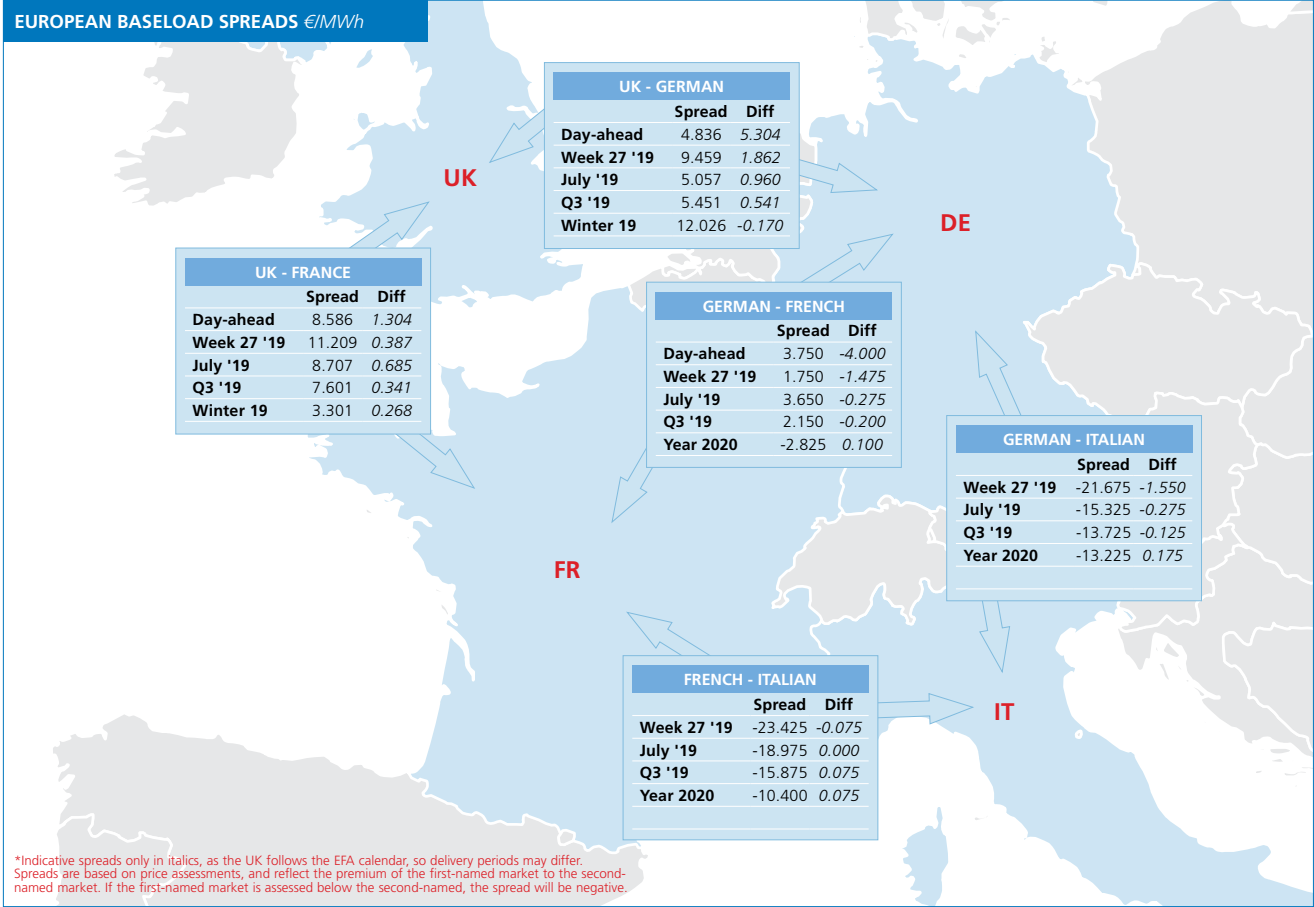 EUROPEAN BASELOAD SPREADS €/MWh
UK - GERMAN
Spread Diff
Day-ahead 4.836 5.304
Week 27 '19 9.459 1.862
July '19 5.057 0.960
Q3 '19 5.451 0.541
Winter 19 12.026 -0.170
UK
DE
UK - FRANCE
Spread Diff
Day-ahead 8.586 1.304
Week 27 '19 11.209 0.387
July '19 8.707 0.685
Q3 '19 7.601 0.341
Winter 19 3.301 0.268
GERMAN - FRENCH
Spread Diff
Day-ahead 3.750 -4.000
Week 27 '19 1.750 -1.475
July '19 3.650 -0.275
Q3 '19 2.150 -0.200
Year 2020 -2.825 0.100
GERMAN - ITALIAN
Spread Diff
Week 27 '19 -21.675 -1.550
July '19 -15.325 -0.275
Q3 '19 -13.725 -0.125
Year 2020 -13.225 0.175
FR
FRENCH - ITALIAN
Spread Diff
Week 27 '19 -23.425 -0.075
July '19 -18.975 0.000
Q3 '19 -15.875 0.075
Year 2020 -10.400 0.075
IT
*Indicative spreads only in italics, as the UK follows the EFA calendar, so delivery periods may differ.
Spreads are based on price assessments, and reflect the premium of the first-named market to the second-
named market. If the first-named market is assessed below the second-named, the spread will be negative.